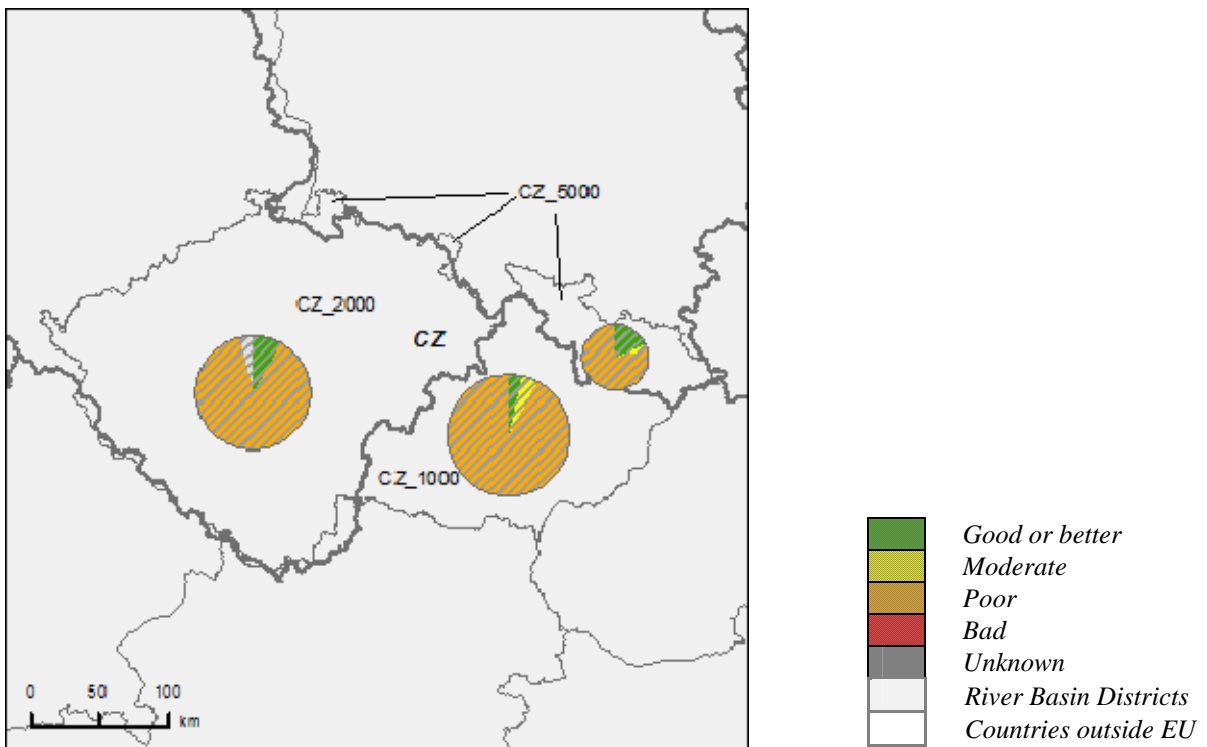 CZ_5000
CZ_2000
CZ
CZ_1000
0 50 100
km
Good or better
Moderate
Poor
Bad
Unknown
River Basin Districts
Countries outside EU